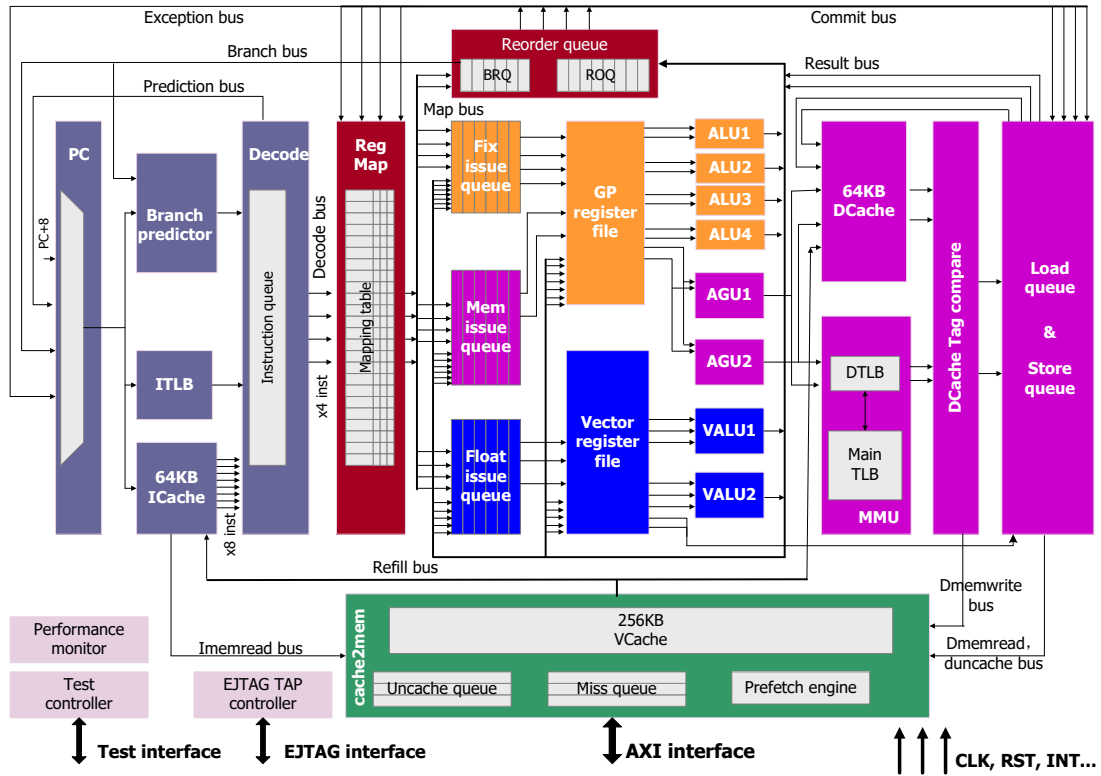 Exception bus
Commit bus
Reorder queue
BRQ
ROQ
Branch bus
Result bus
Prediction bus
Map bus
PC
PC+8
Branch
predictor
ITLB
64KB
ICache
x8 inst
Decode
Instruction queue
Decode bus
x4 inst
Reg
Map
Mapping table
Fix
issue
queue
Mem
issue
queue
Float
issue
queue
GP
register
file
Vector
register
file
ALU1
ALU2
ALU3
ALU4
AGU1
AGU2
VALU1
VALU2
64KB
DCache
DTLB
Main
TLB
MMU
DCache Tag compare
Load
queue
&
Store
queue
Refill bus
Dmemwrite
bus
Imemread bus
Dmemread,
duncache bus
cache2mem
256KB
VCache
Uncache queue
Miss queue
Prefetch engine
Performance
monitor
Test
controller
EJTAG TAP
controller
Test interface
EJTAG interface
AXI interface
CLK, RST, INT...